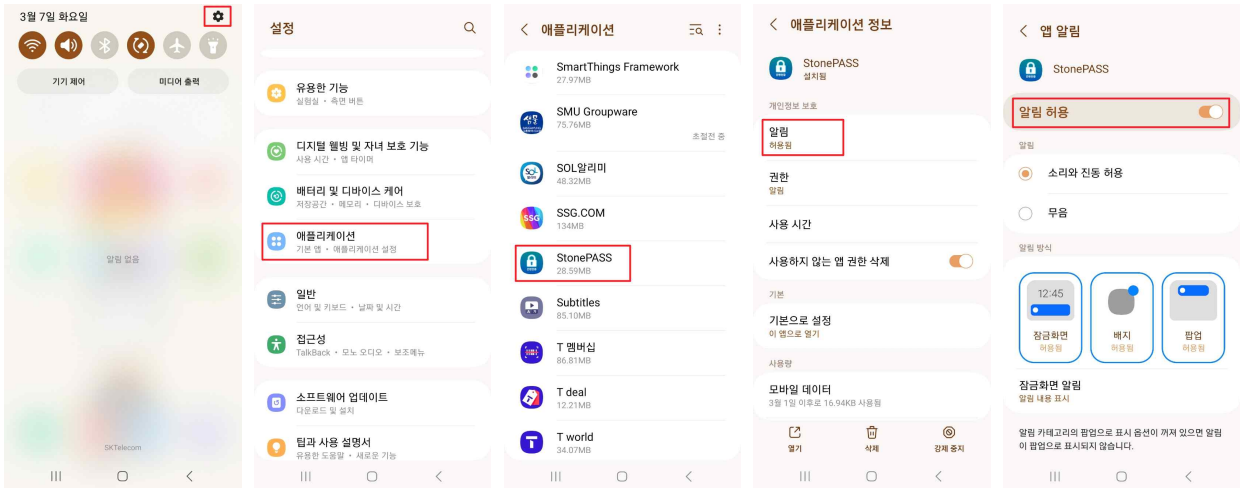 3월 7일 화요일
기기 제어
미디어 출력
알림 없음
SKTelecom
설정
유용한 기능
실험실 • 측면 버튼
디지털 웰빙 및 자녀 보호 기능
사용 시간 • 앱 타이머
배터리 및 디바이스 케어
저장공간 • 메모리 • 디바이스 보호
애플리케이션
기본 앱 • 애플리케이션 설정
일반
언어 및 키보드 • 날짜 및 시간
접근성
TalkBack • 모노 오디오 • 보조메뉴
소프트웨어 업데이트
다운로드 및 설치
팁과 사용 설명서
유용한 도움말 • 새로운 기능
애플리케이션
SmartThings Framework
27.97MB
샘물
SMU Groupware
75.76MB
초절전 중
SOL
SOL알리미
48.32MB
SSG
SSG.COM
134MB
StonePASS
28.59MB
Subtitles
85.10MB
T 멤버십
86.81MB
T deal
12.21MB
T world
34.07MB
애플리케이션 정보
StonePASS
설치됨
개인정보 보호
알림
허용됨
권한
알림
사용 시간
사용하지 않는 앱 권한 삭제
기본
기본으로 설정
이 앱으로 열기
사용량
모바일 데이터
3월 1일 이후로 16.94KB 사용됨
열기
삭제
강제 중지
앱 알림
StonePASS
알림 허용
알림
소리와 진동 허용
무음
알림 방식
12:45
잠금화면
허용됨
배지
허용됨
팝업
허용됨
잠금화면 알림
알림 내용 표시
알림 카테고리의 팝업으로 표시 옵션이 꺼져 있으면 알림
이 팝업으로 표시되지 않습니다.